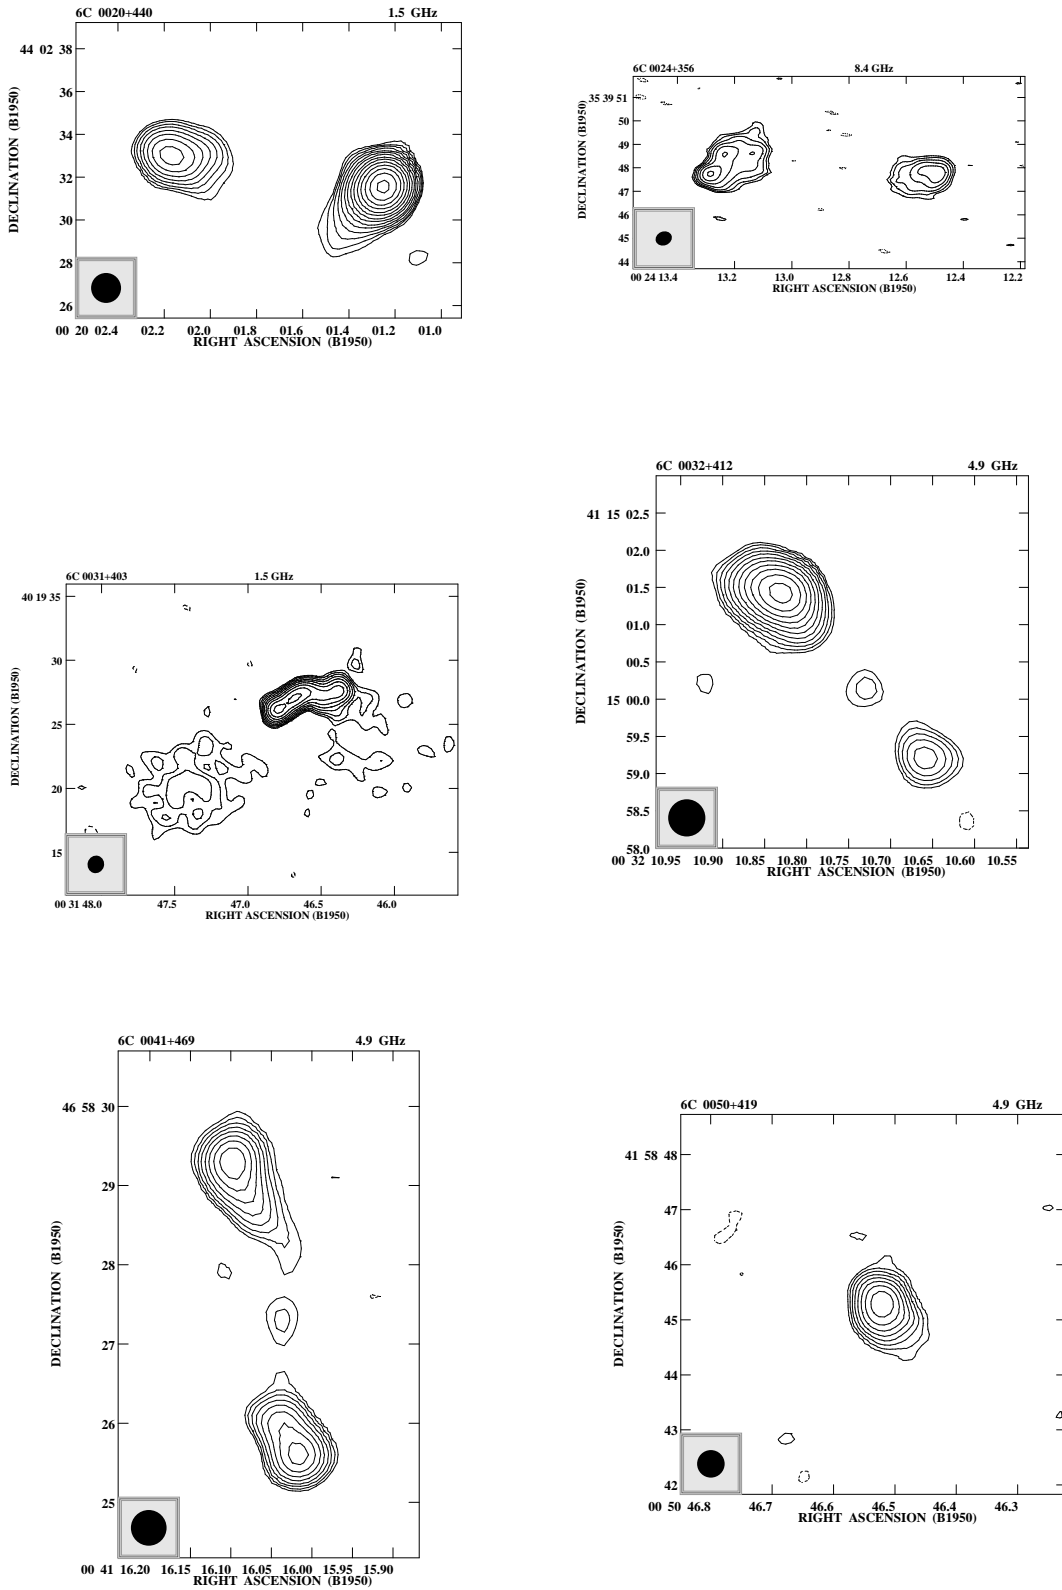 6C 0020+440 1.5 GHz
44 02 38
36
34
32
30
28
26
DECLINATION (B1950)
00 20 02.4 02.2 02.0 01.8 01.6 01.4 01.2 01.0
RIGHT ASCENSION (B1950)
6C 0024+356 8.4 GHz
35 39 51
50
49
48
47
46
45
44
DECLINATION (B1950)
00 24 13.4 13.2 13.0 12.8 12.6 12.4 12.2
RIGHT ASCENSION (B1950)
6C 0031+403 1.5 GHz
40 19 35
30
25
20
15
DECLINATION (B1950)
00 31 48.0 47.5 47.0 46.5 46.0
RIGHT ASCENSION (B1950)
6C 0032+412 4.9 GHz
41 15 02.5
02.0
01.5
01.0
00.5
15 00.0
59.5
59.0
58.5
58.0
DECLINATION (B1950)
00 32 10.95 10.90 10.85 10.80 10.75 10.70 10.65 10.60 10.55
RIGHT ASCENSION (B1950)
6C 0041+469 4.9 GHz
46 58 30
29
28
27
26
25
DECLINATION (B1950)
00 41 16.20 16.15 16.10 16.05 16.00 15.95 15.90
RIGHT ASCENSION (B1950)
6C 0050+419 4.9 GHz
41 58 48
47
46
45
44
43
42
DECLINATION (B1950)
00 50 46.8 46.7 46.6 46.5 46.4 46.3
RIGHT ASCENSION (B1950)